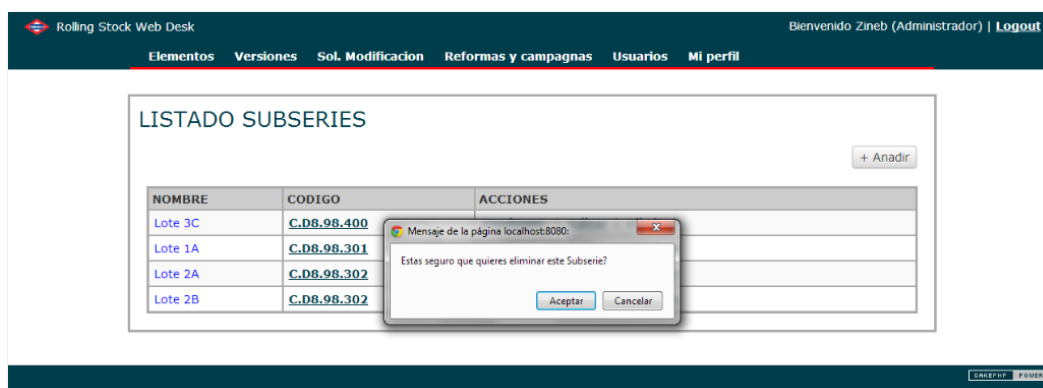 Rolling Stock Web Desk
Bienvenido Zineb (Administrador) | Logout
Elementos Versiones Sol. Modificacion Reformas y campagnas Usuarios Mi perfil
LISTADO SUBSERIES
+ Anadir
NOMBRE CODIGO ACCIONES
Lote 3C C.D8.98.400
Lote 1A C.D8.98.301
Lote 2A C.D8.98.302
Lote 2B C.D8.98.302
Mensaje de la página localhost:8080:
Estas seguro que quieres eliminar este Subserie?
Aceptar Cancelar
CAKEPHP POWER